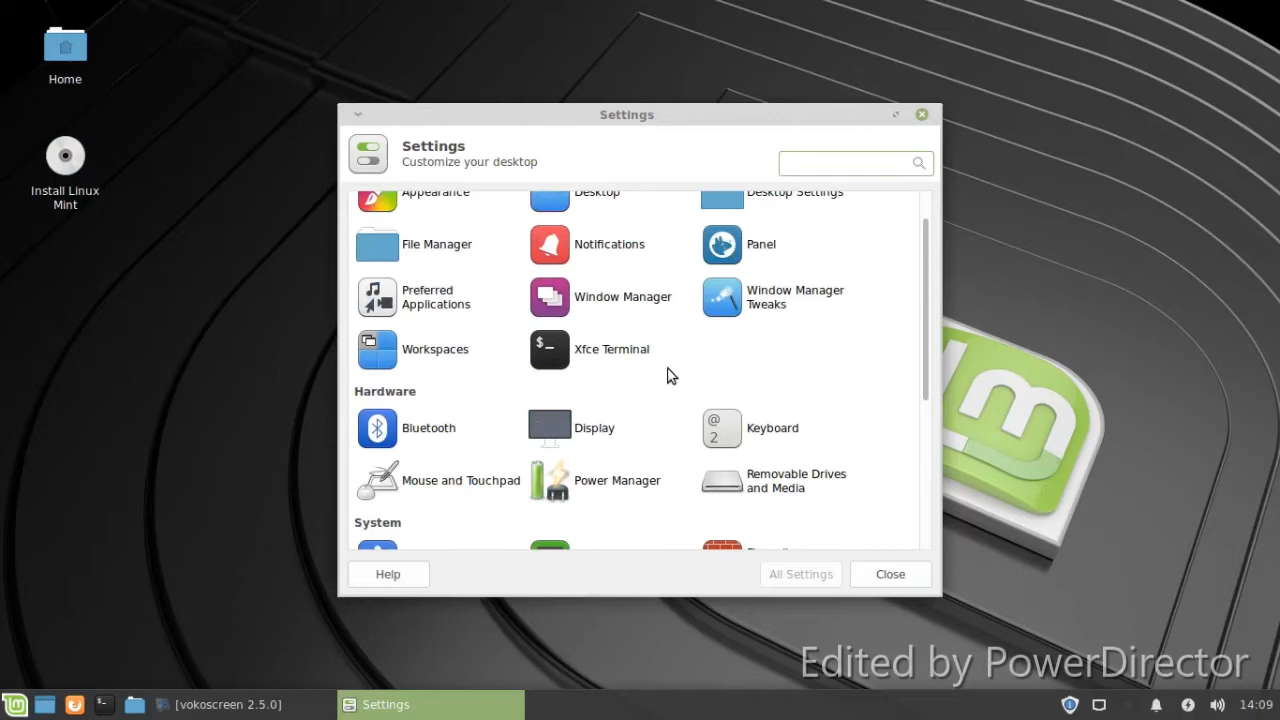 Home
Install Linux
Mint
Settings
Settings
Customize your desktop
Appearance
Desktop
Desktop Settings
File Manager
Notifications
Panel
Preferred
Applications
Window Manager
Window Manager
Tweaks
Workspaces
$_
Xfce Terminal
Hardware
Bluetooth
Display
@
2
Keyboard
Mouse and Touchpad
Power Manager
Removable Drives
and Media
System
Help
All Settings
Close
Edited by PowerDirector
[vokoscreen 2.5.0]
Settings
14:09